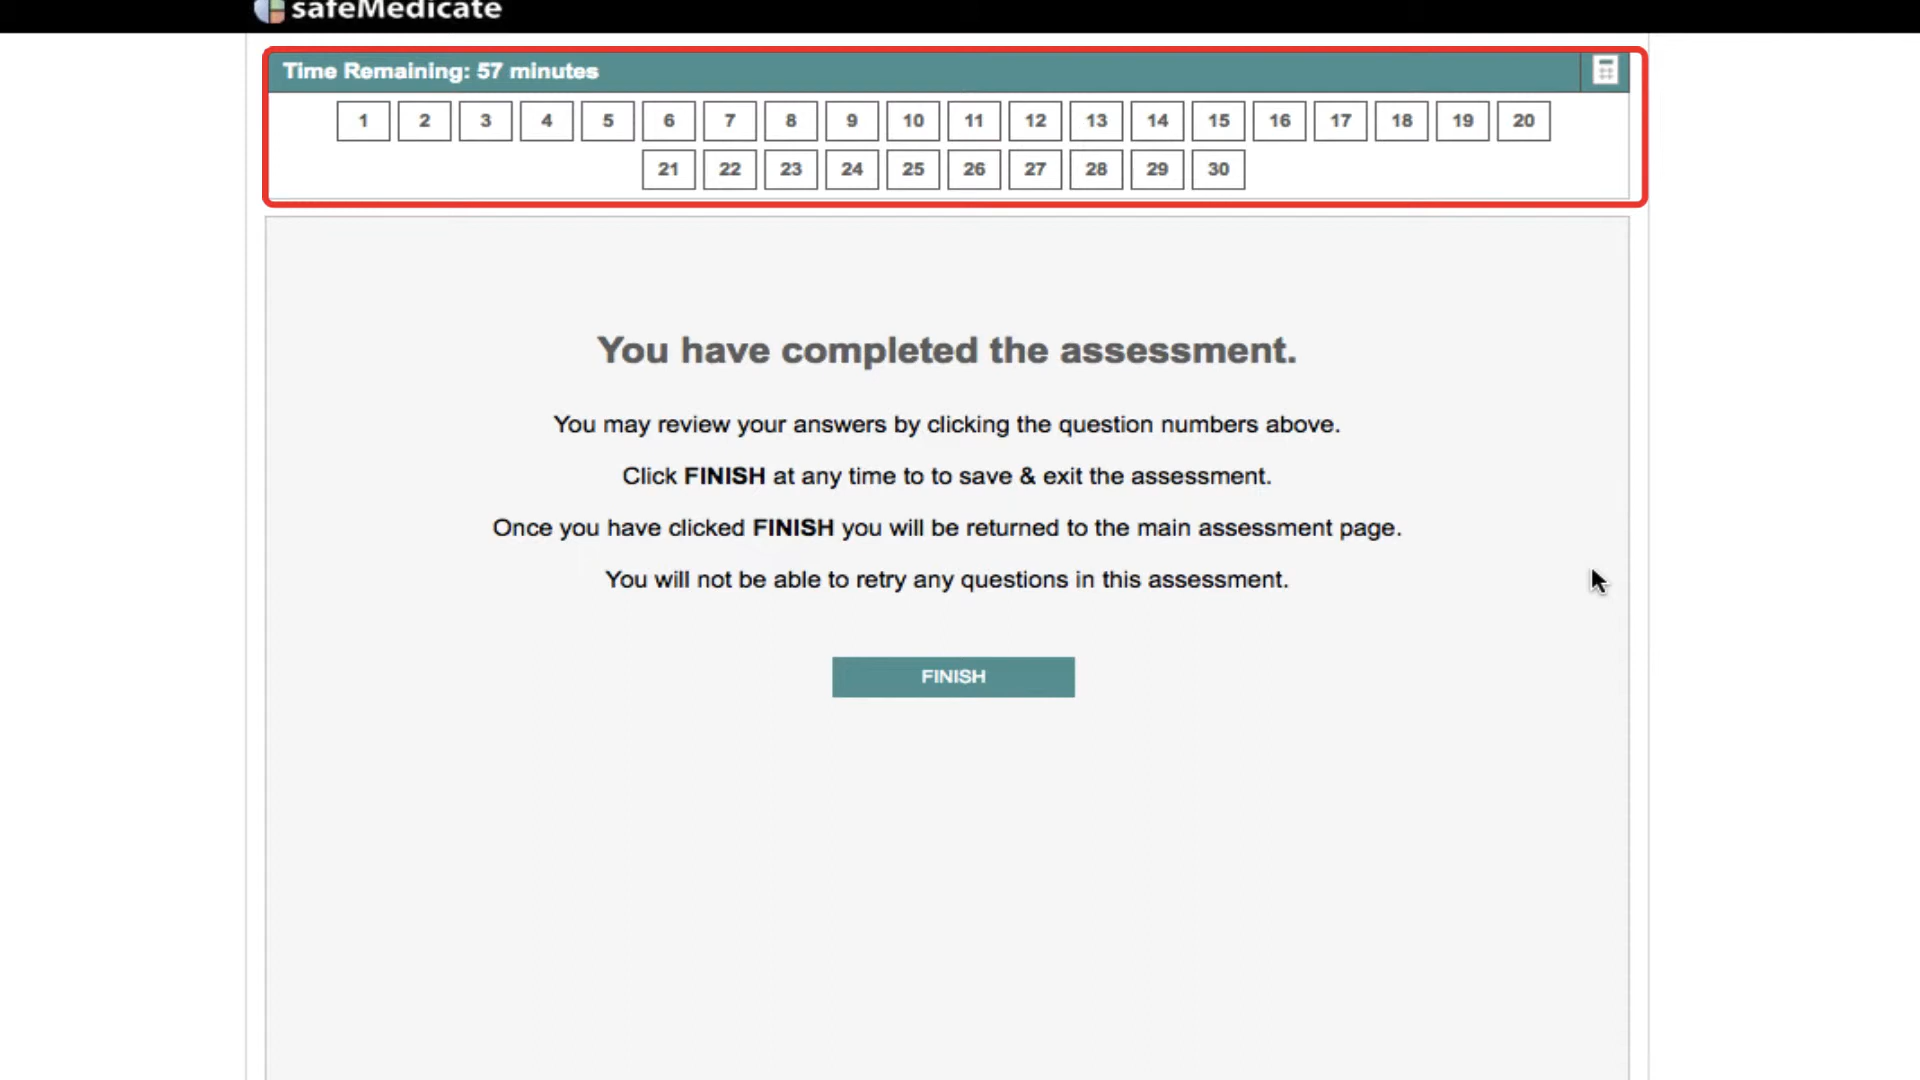 safeMedicate
Time Remaining: 57 minutes
1 2 3 4 5 6 7 8 9 10 11 12 13 14 15 16 17 18 19 20
21 22 23 24 25 26 27 28 29 30
You have completed the assessment.
You may review your answers by clicking the question numbers above.
Click FINISH at any time to to save & exit the assessment.
Once you have clicked FINISH you will be returned to the main assessment page.
You will not be able to retry any questions in this assessment.
FINISH